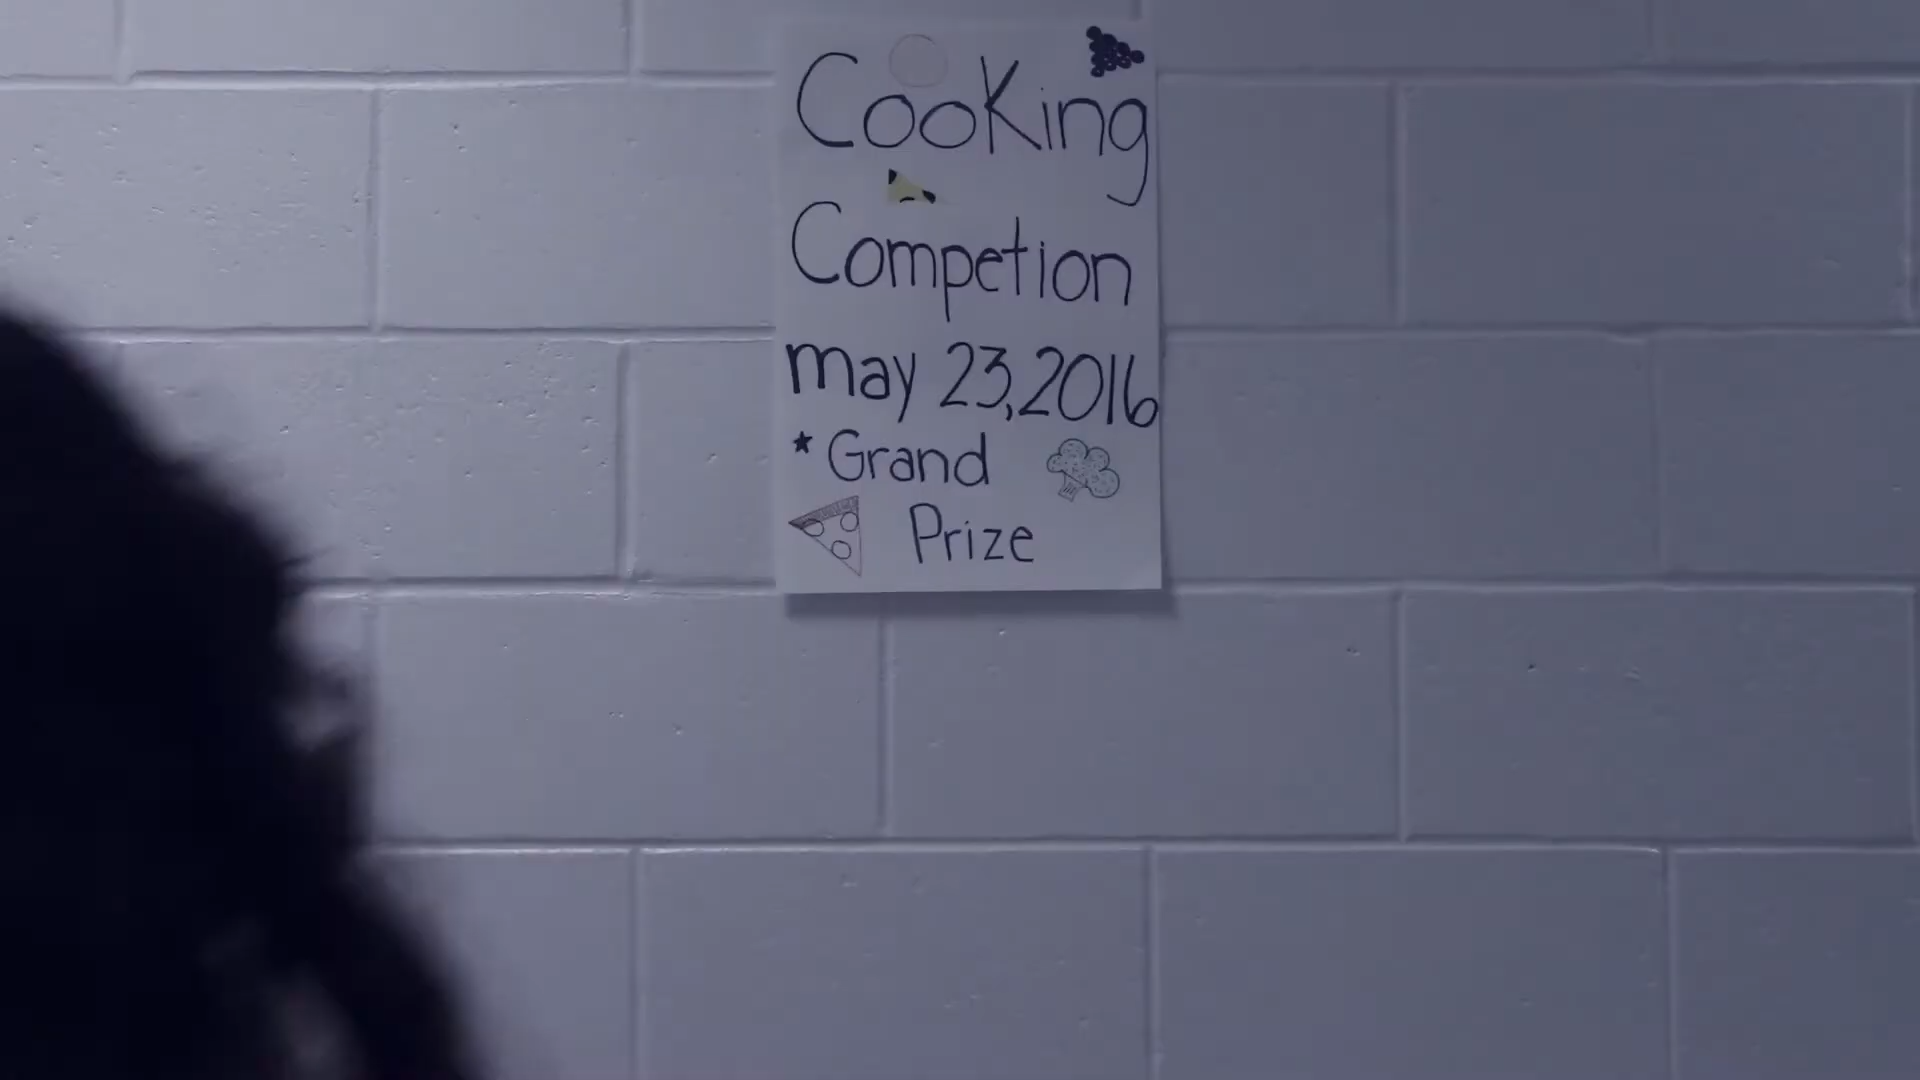 Cooking
Competion
may 23,2016
* Grand
Prize